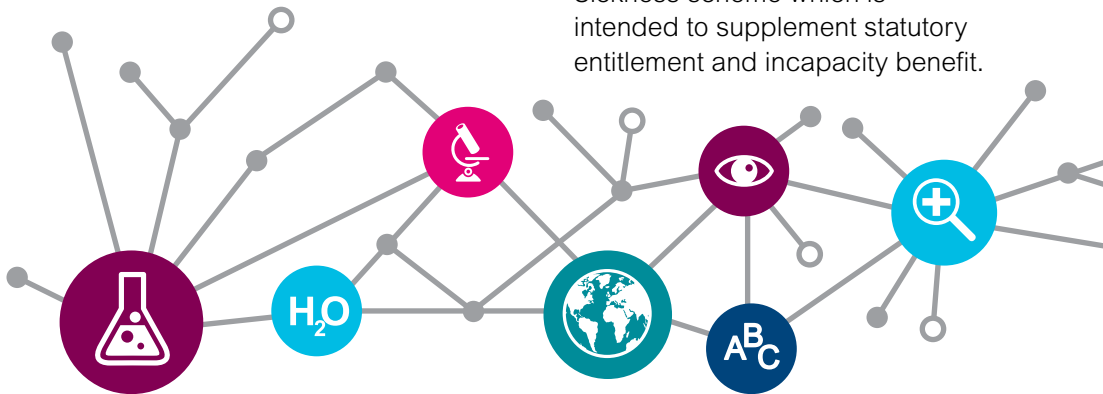 intended to supplement statutory
entitlement and incapacity benefit.
H₂O
ABC